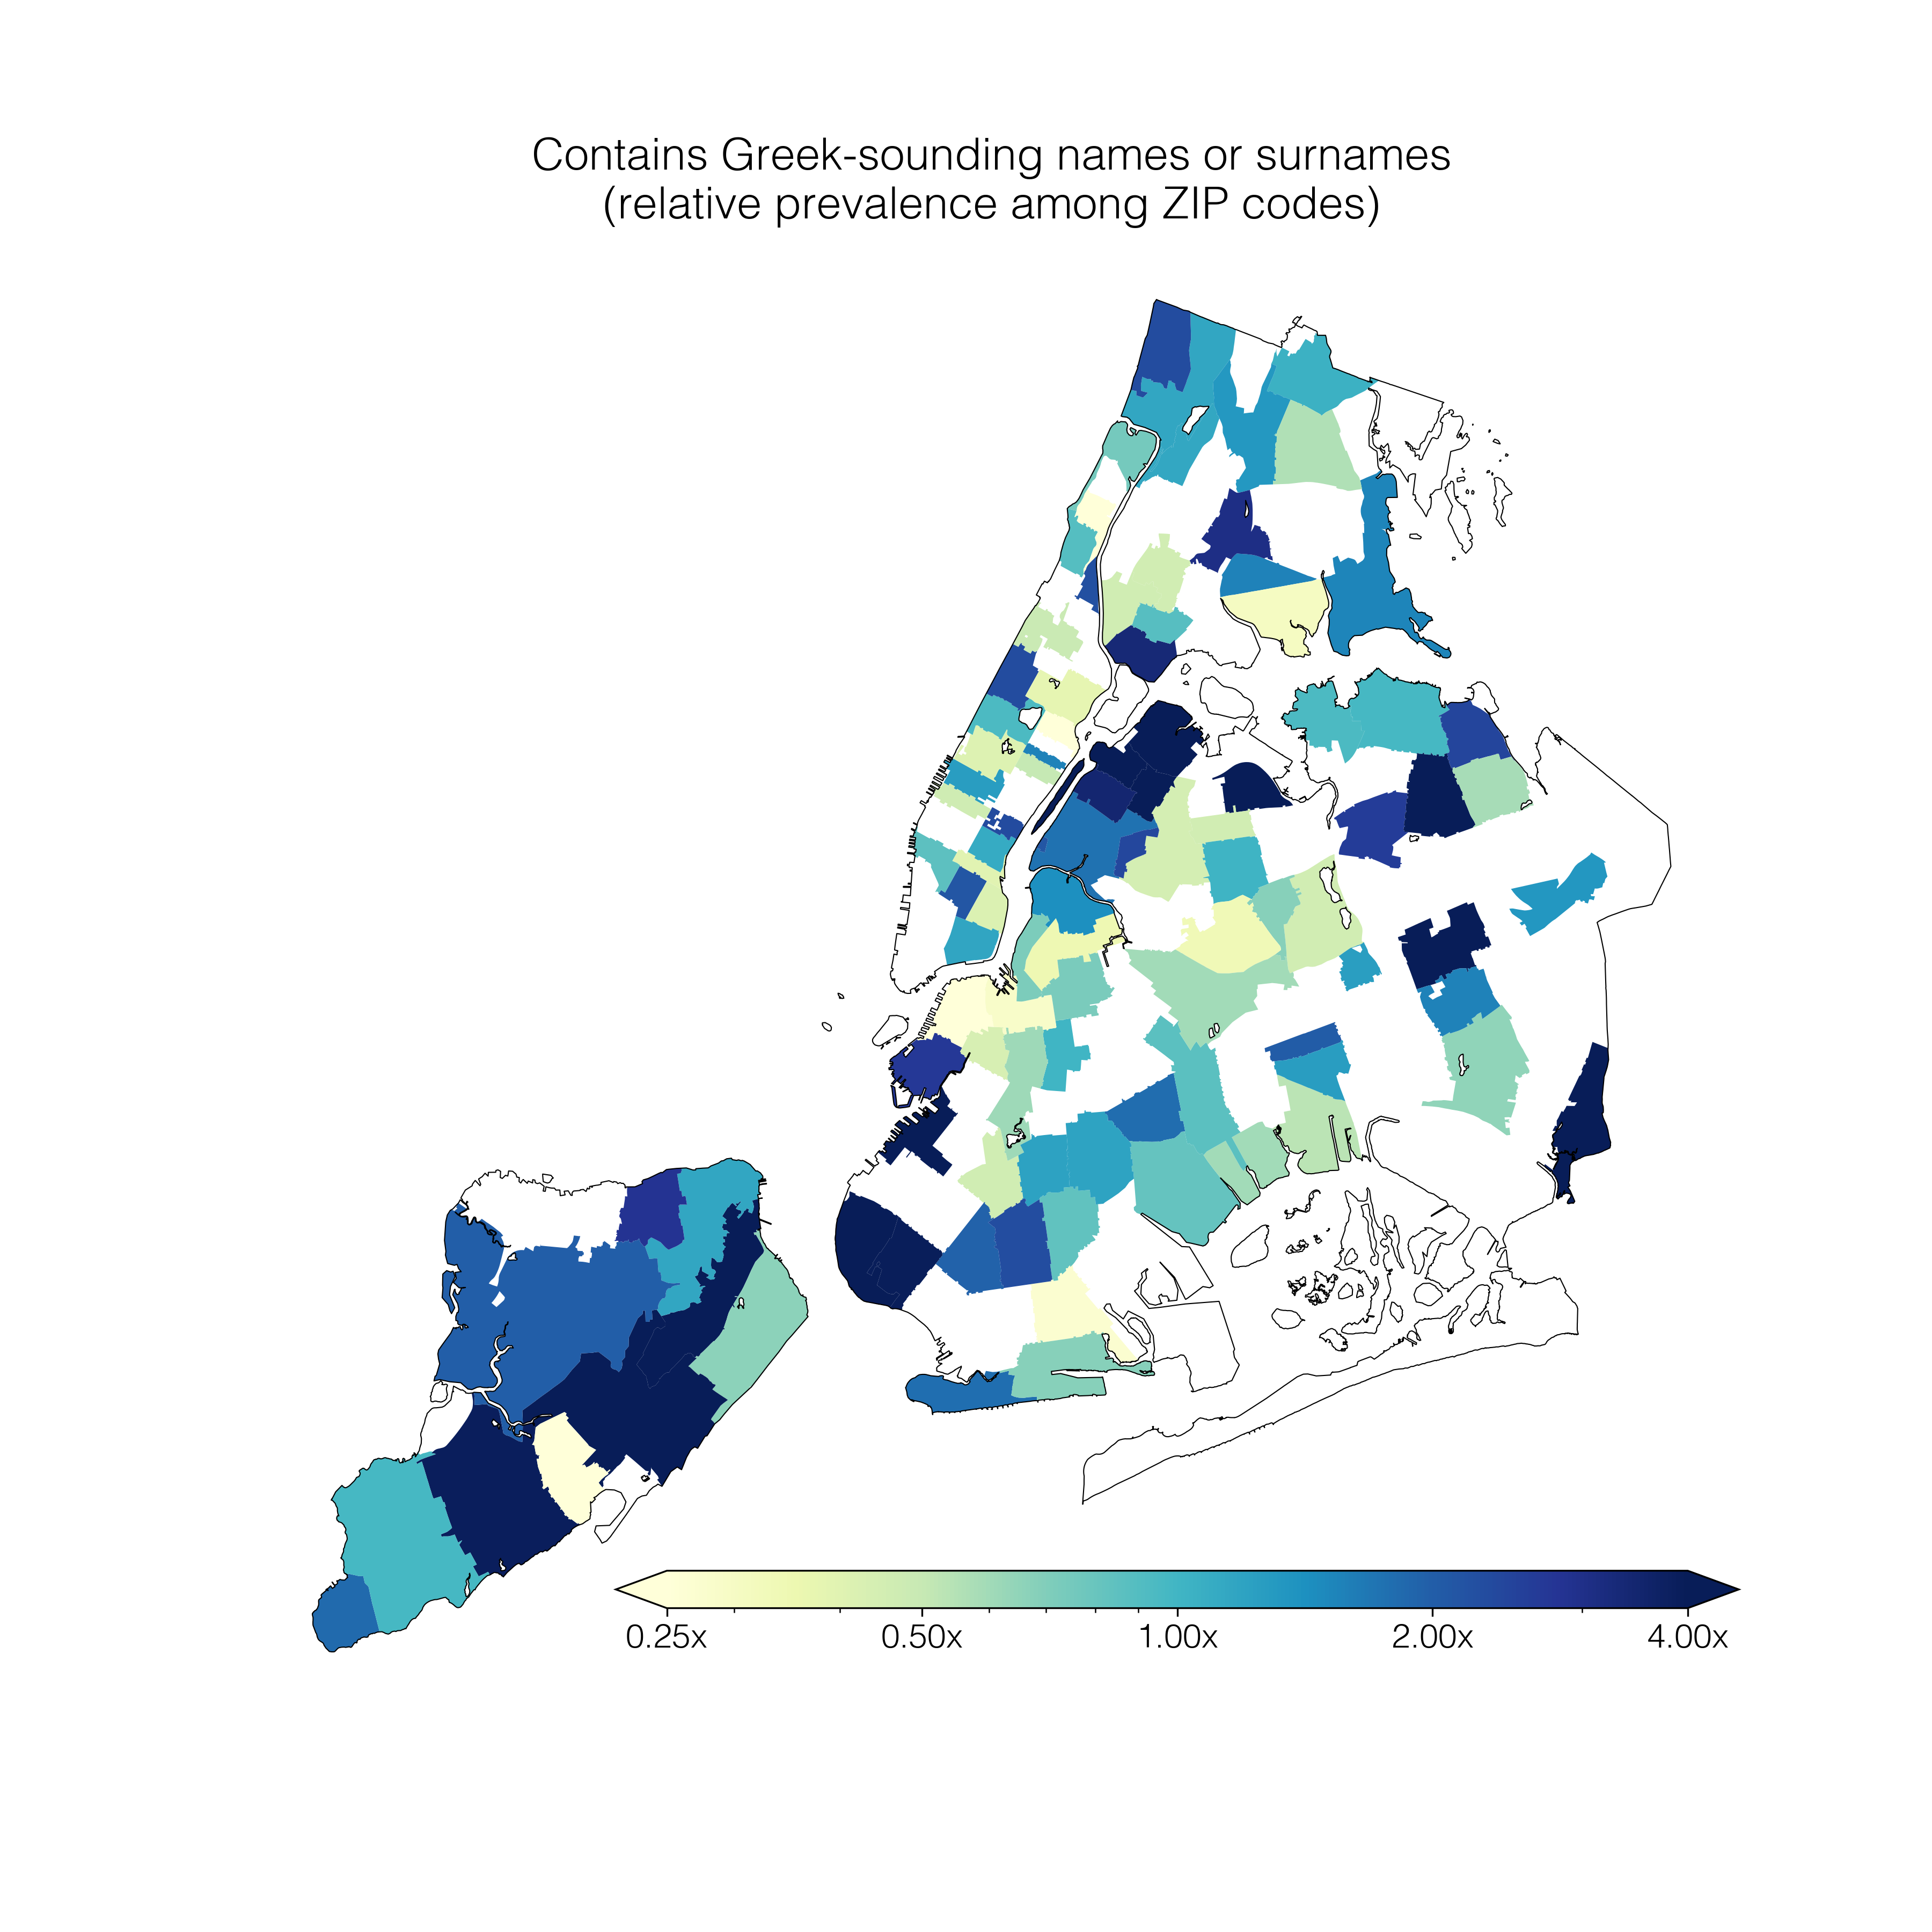 Contains Greek-sounding names or surnames
(relative prevalence among ZIP codes)
0.25x 0.50x 1.00x 2.00x 4.00x